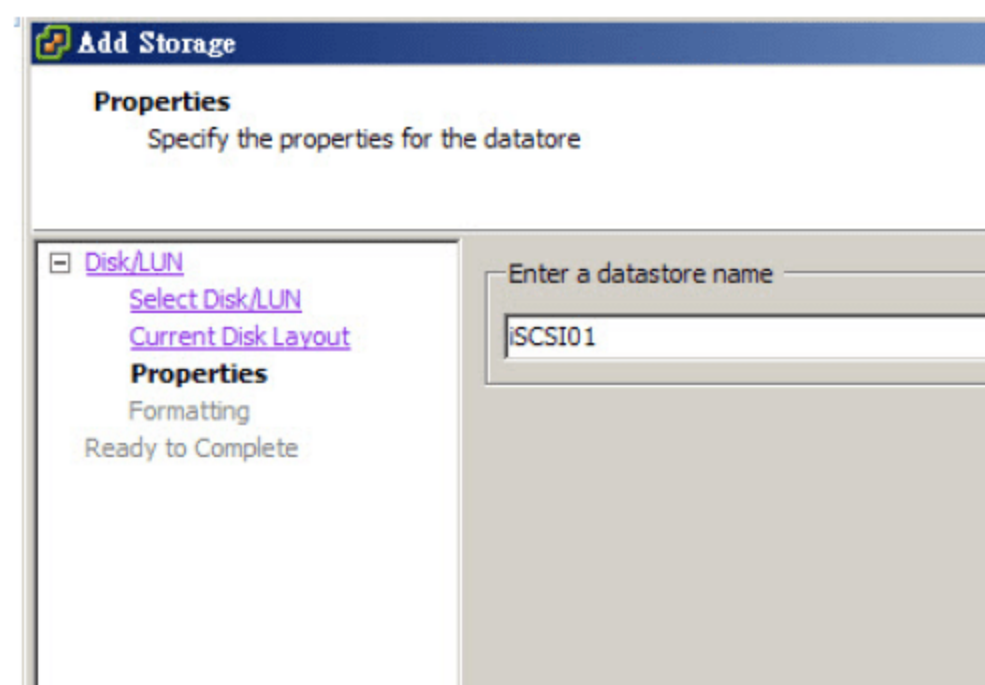 Add Storage
Properties
Specify the properties for the datatore
Disk/LUN
Select Disk/LUN
Current Disk Layout
Properties
Formatting
Ready to Complete
Enter a datastore name
iSCSI01